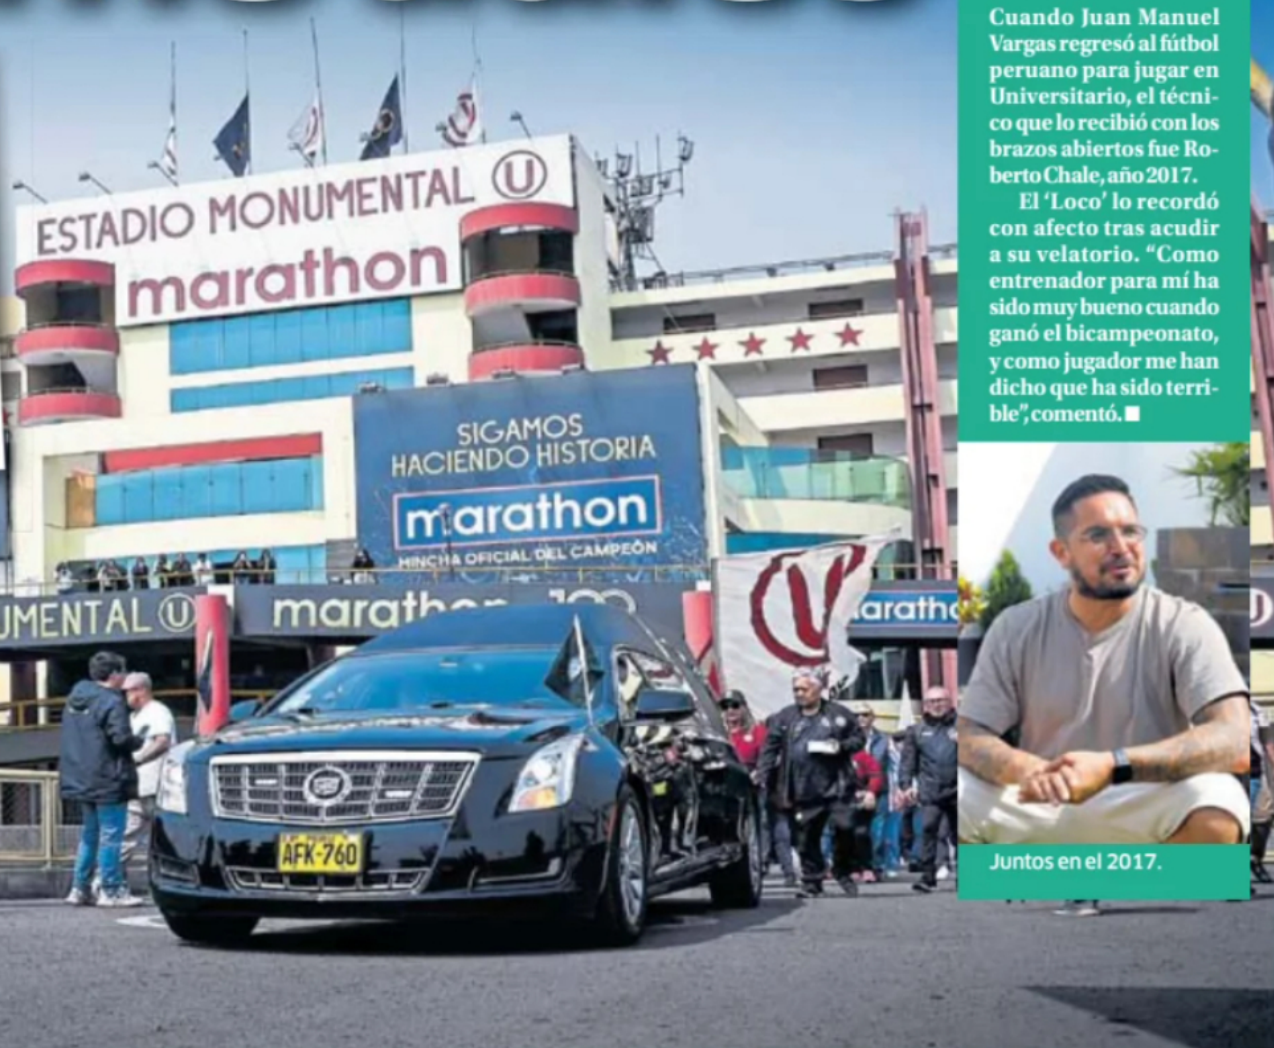 ESTADIO MONUMENTAL U
marathon
SIGAMOS
HACIENDO HISTORIA
marathon
HINCHA OFICIAL DEL CAMPEÓN
UMENTAL U
marathon 100
U
marath
AFK-760
Cuando Juan Manuel
Vargas regresó al fútbol
peruano para jugar en
Universitario, el técni-
co que lo recibió con los
brazos abiertos fue Ro-
berto Chale, año 2017.
El ‘Loco’ lo recordó
con afecto tras acudir
a su velatorio. “Como
entrenador para mí ha
sido muy bueno cuando
ganó el bicampeonato,
y como jugador me han
dicho que ha sido terri-
ble”, comentó.
Juntos en el 2017.